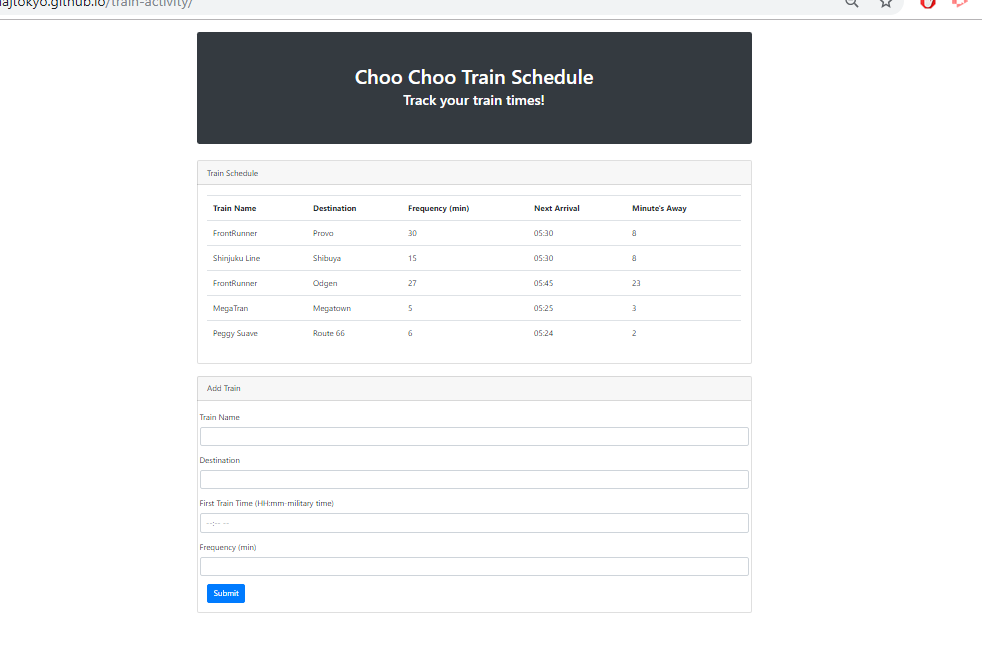 ajtokyo.github.io/train-activity/
Choo Choo Train Schedule
Track your train times!
Train Schedule
Train Name Destination Frequency (min) Next Arrival Minute's Away
FrontRunner Provo 30 05:30 8
Shinjuku Line Shibuya 15 05:30 8
FrontRunner Odgen 27 05:45 23
MegaTran Megatown 5 05:25 3
Peggy Suave Route 66 6 05:24 2
Add Train
Train Name
Destination
First Train Time (HH:mm-military time)
--:-- --
Frequency (min)
Submit